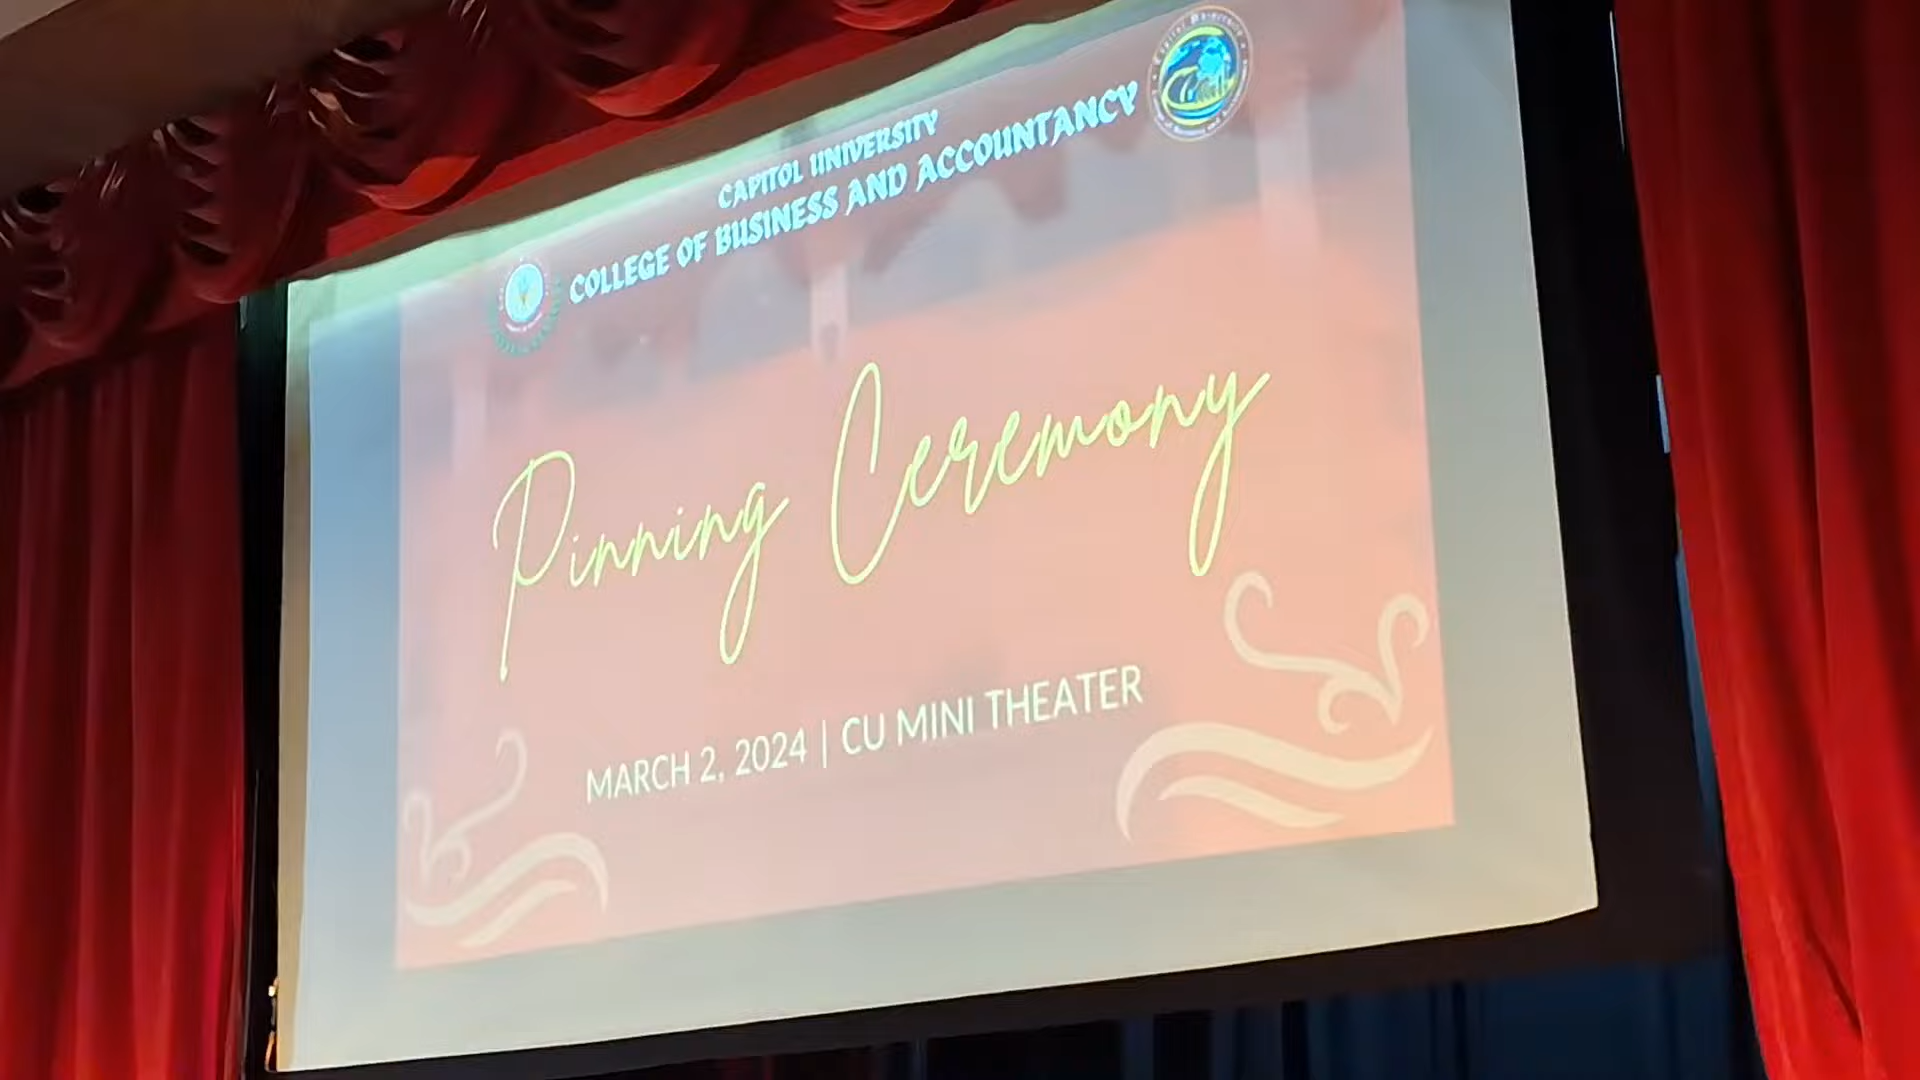 CAPITOL UNIVERSITY
COLLEGE OF BUSINESS AND ACCOUNTANCY
Pinning Ceremony
MARCH 2, 2024 | CU MINI THEATER